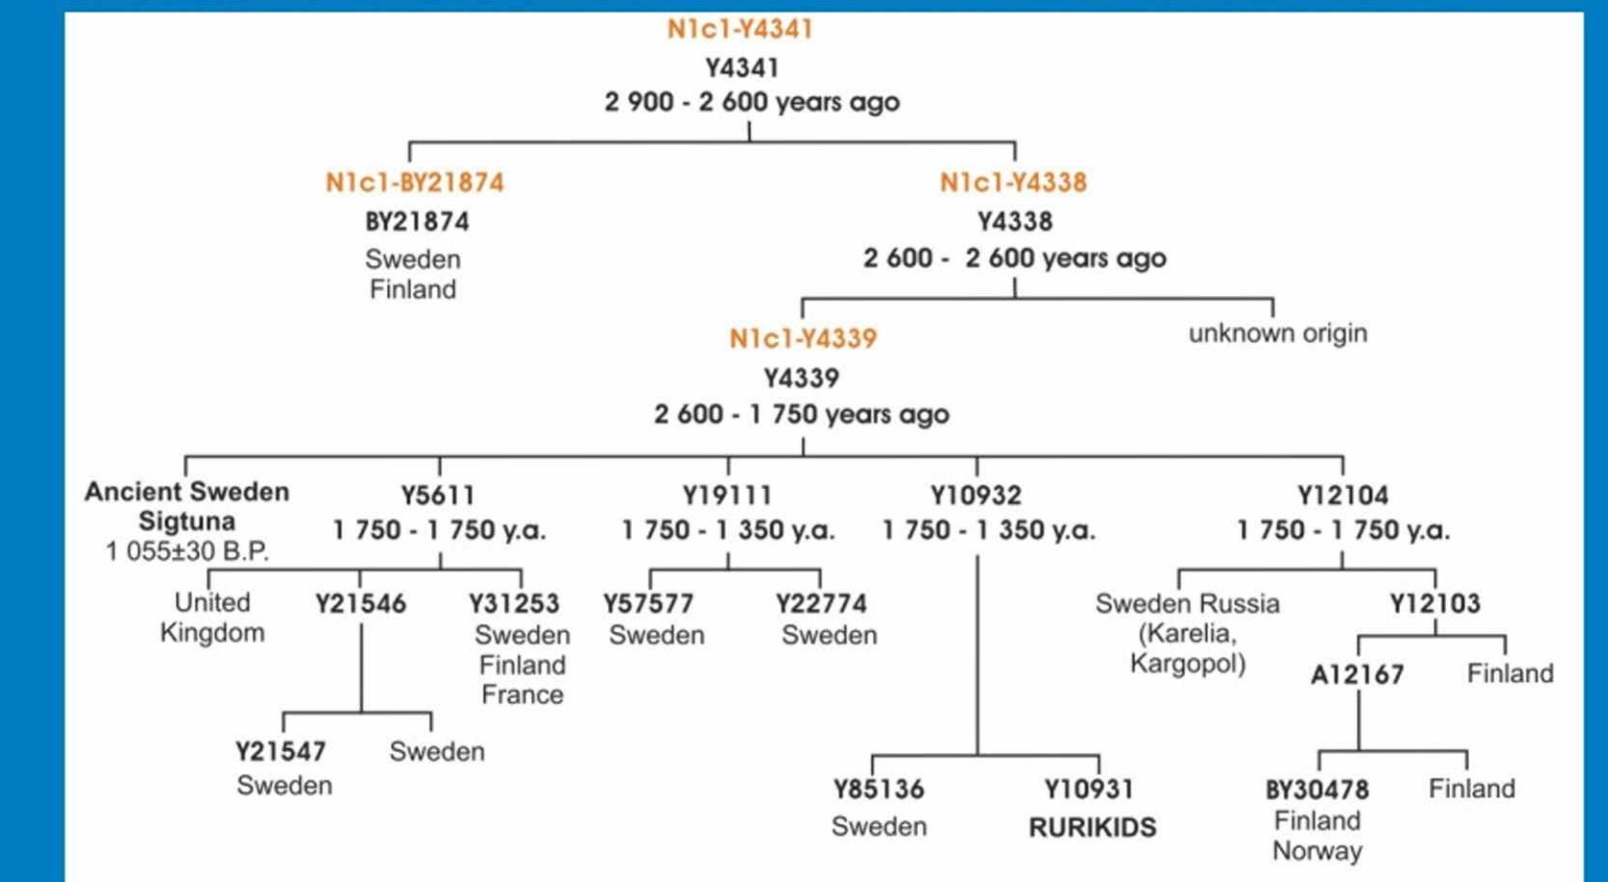 N1c1-Y4341
Y4341
2 900 - 2 600 years ago
N1c1-BY21874
BY21874
Sweden
Finland
N1c1-Y4338
Y4338
2 600 - 2 600 years ago
unknown origin
N1c1-Y4339
Y4339
2 600 - 1 750 years ago
Ancient Sweden
Sigtuna
1 055±30 B.P.
Y5611
1 750 - 1 750 y.a.
Y19111
1 750 - 1 350 y.a.
Y10932
1 750 - 1 350 y.a.
Y12104
1 750 - 1 750 y.a.
United
Kingdom
Y21546
Y31253
Sweden
Finland
France
Y57577
Sweden
Y22774
Sweden
Sweden Russia
(Karelia,
Kargopol)
Y12103
A12167
Finland
Y21547
Sweden
Sweden
Y85136
Sweden
Y10931
RURIKIDS
BY30478
Finland
Norway
Finland